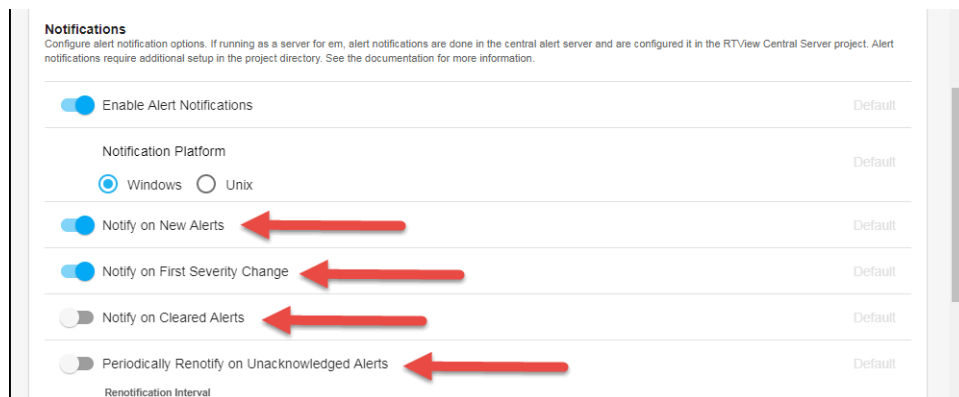 Notifications
Configure alert notification options. If running as a server for em, alert notifications are done in the central alert server and are configured it in the RTView Central Server project. Alert
notifications require additional setup in the project directory. See the documentation for more information.
Enable Alert Notifications Default
Notification Platform
Default
Windows Unix
Notify on New Alerts Default
Notify on First Severity Change Default
Notify on Cleared Alerts Default
Periodically Renotify on Unacknowledged Alerts Default
Renotification Interval